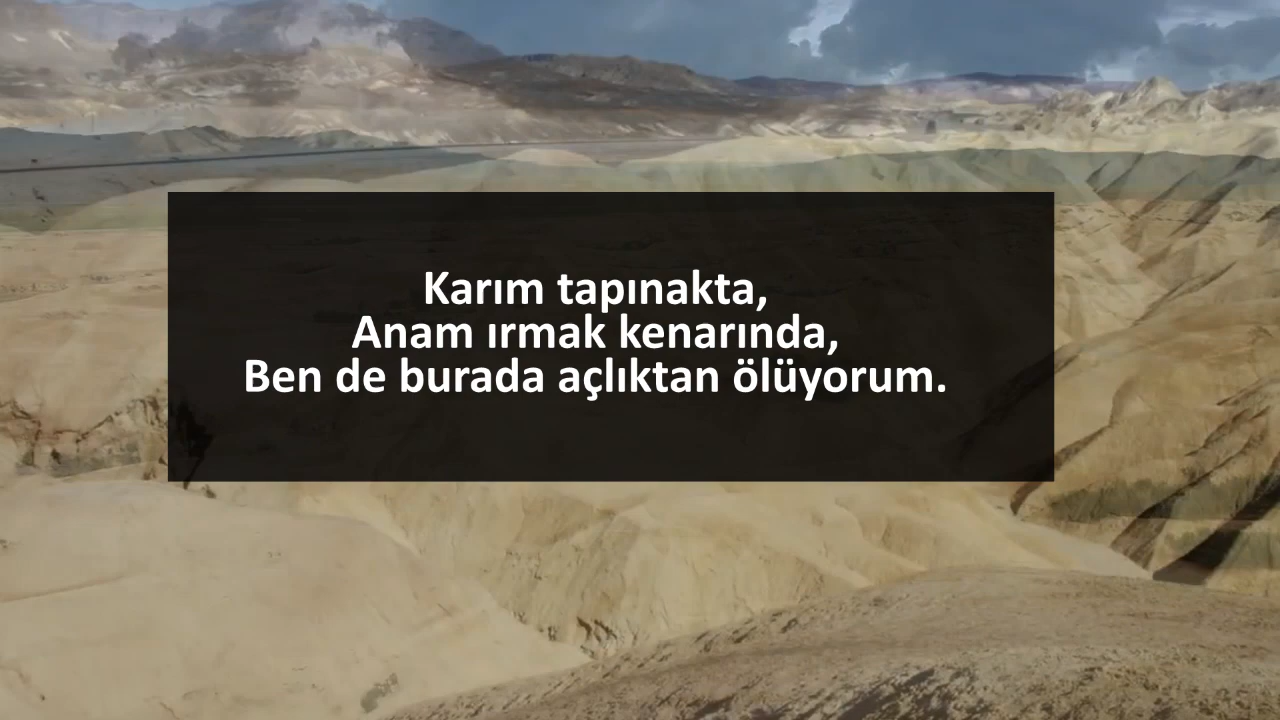 Karım tapınakta,
Anam ırmak kenarında,
Ben de burada açlıktan ölüyorum.